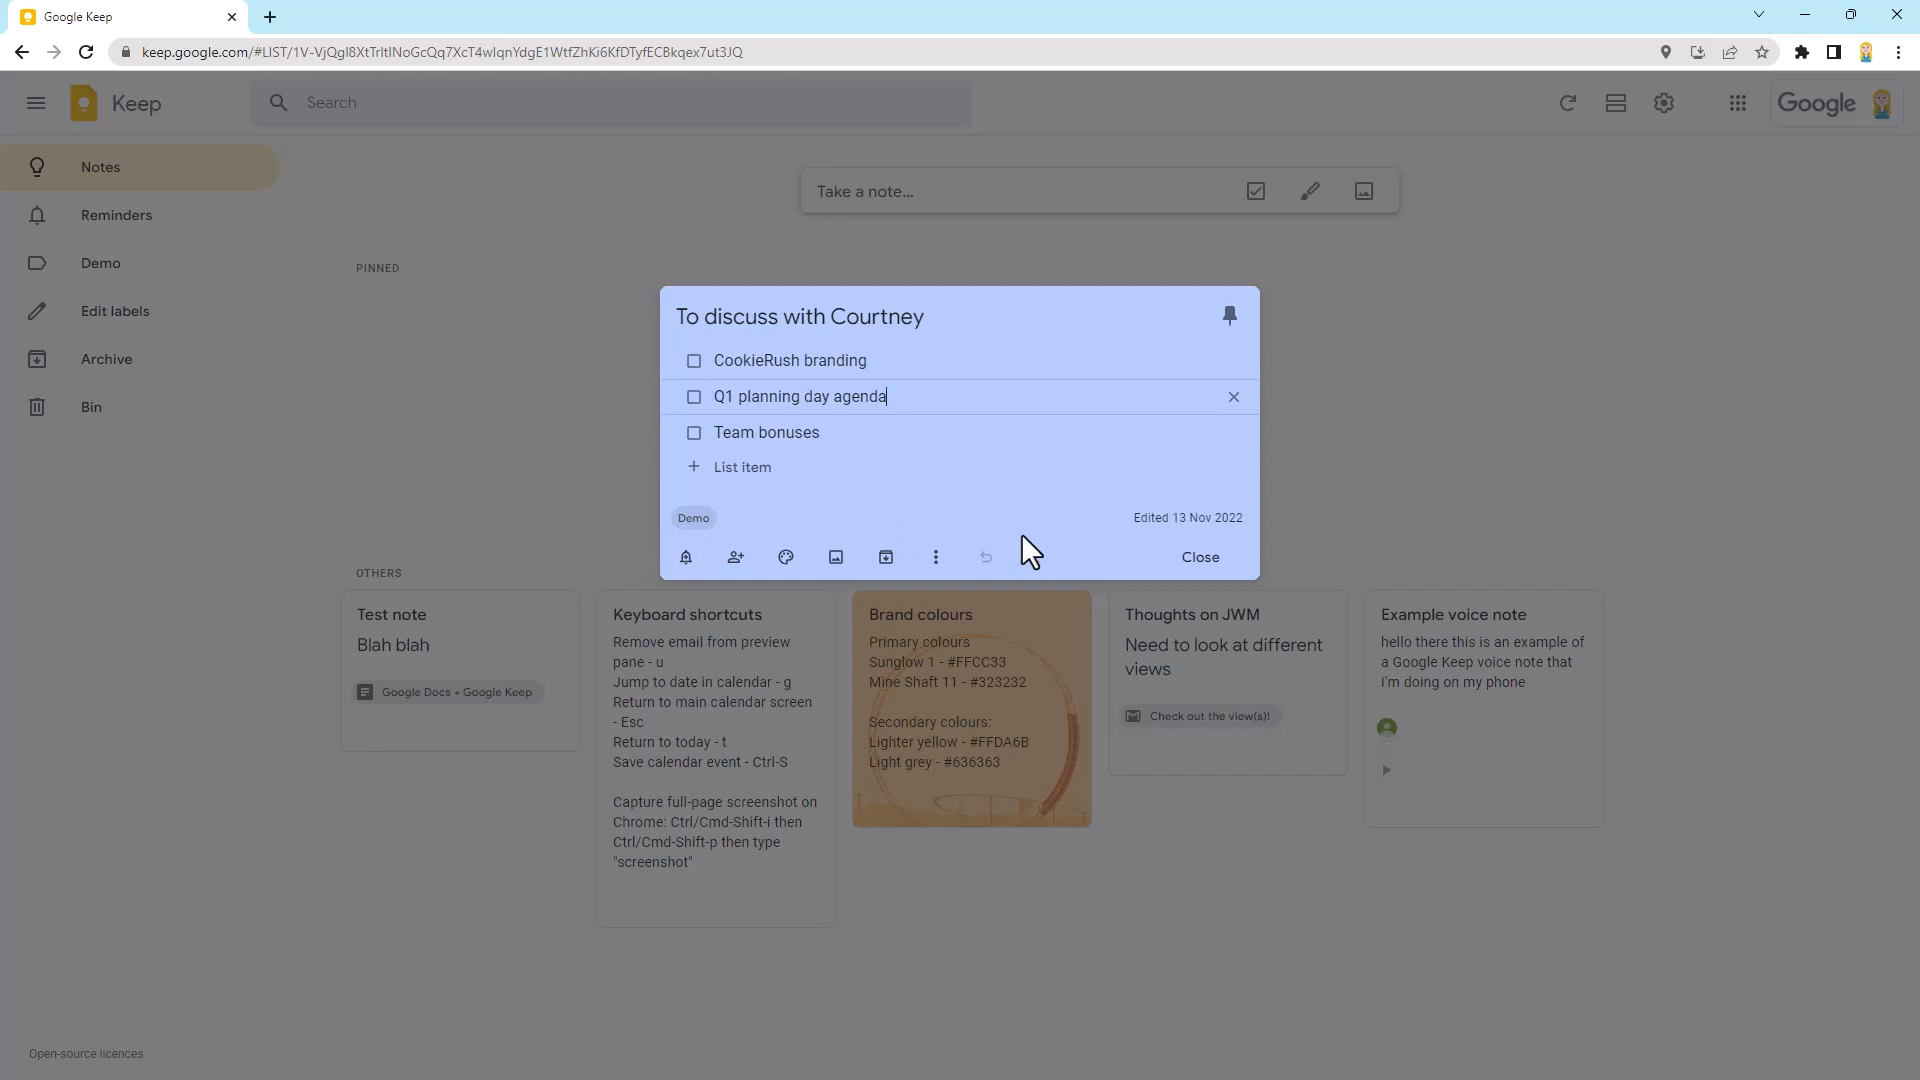 Google Keep
keep.google.com/#LIST/1V-VjQgI8XtTrItINoGcQq7XcT4wIqnYdgE1WtfZhKi6KfDTyfECBkqex7ut3JQ
Keep
Search
Google
Notes
Reminders
Demo
Edit labels
Archive
Bin
Take a note...
PINNED
To discuss with Courtney
CookieRush branding
Q1 planning day agenda
Team bonuses
+ List item
Demo
Edited 13 Nov 2022
Close
OTHERS
Test note
Blah blah
Google Docs + Google Keep
Keyboard shortcuts
Remove email from preview
pane - u
Jump to date in calendar - g
Return to main calendar screen
- Esc
Return to today - t
Save calendar event - Ctrl-S
Capture full-page screenshot on
Chrome: Ctrl/Cmd-Shift-i then
Ctrl/Cmd-Shift-p then type
"screenshot"
Brand colours
Primary colours
Sunglow 1 - #FFCC33
Mine Shaft 11 - #323232
Secondary colours:
Lighter yellow - #FFDA6B
Light grey - #636363
Thoughts on JWM
Need to look at different
views
Check out the view(s)!
Example voice note
hello there this is an example of
a Google Keep voice note that
I'm doing on my phone
Open-source licences